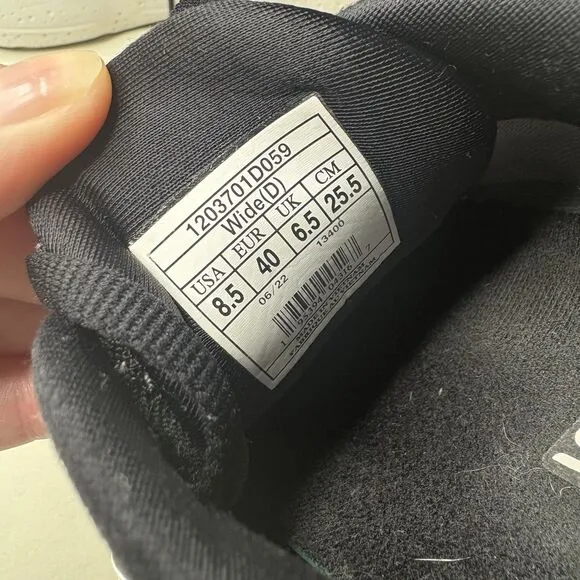 1203701D059
Wide(D)
USA EUR UK CM
8.5 40 6.5 25.5
06/22 13400